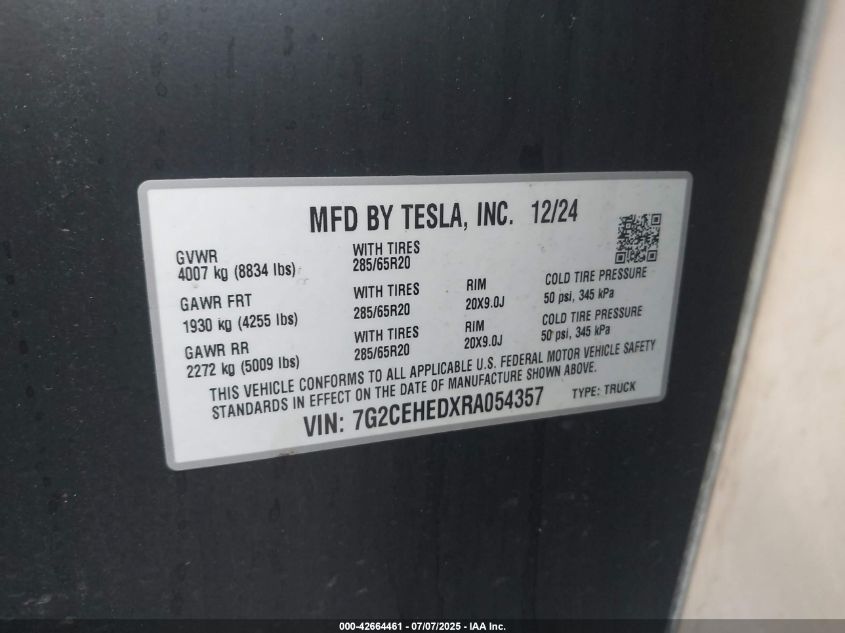 MFD BY TESLA, INC. 12/24
GVWR
4007 kg (8834 lbs)
WITH TIRES
285/65R20
GAWR FRT
1930 kg (4255 lbs)
WITH TIRES
285/65R20
RIM
20X9.0J
COLD TIRE PRESSURE
50 psi, 345 kPa
GAWR RR
2272 kg (5009 lbs)
WITH TIRES
285/65R20
RIM
20X9.0J
COLD TIRE PRESSURE
50 psi, 345 kPa
THIS VEHICLE CONFORMS TO ALL APPLICABLE U.S. FEDERAL MOTOR VEHICLE SAFETY
STANDARDS IN EFFECT ON THE DATE OF MANUFACTURE SHOWN ABOVE.
VIN: 7G2CEHEDXRA054357 TYPE: TRUCK
000-42664461 - 07/07/2025 - IAA Inc.